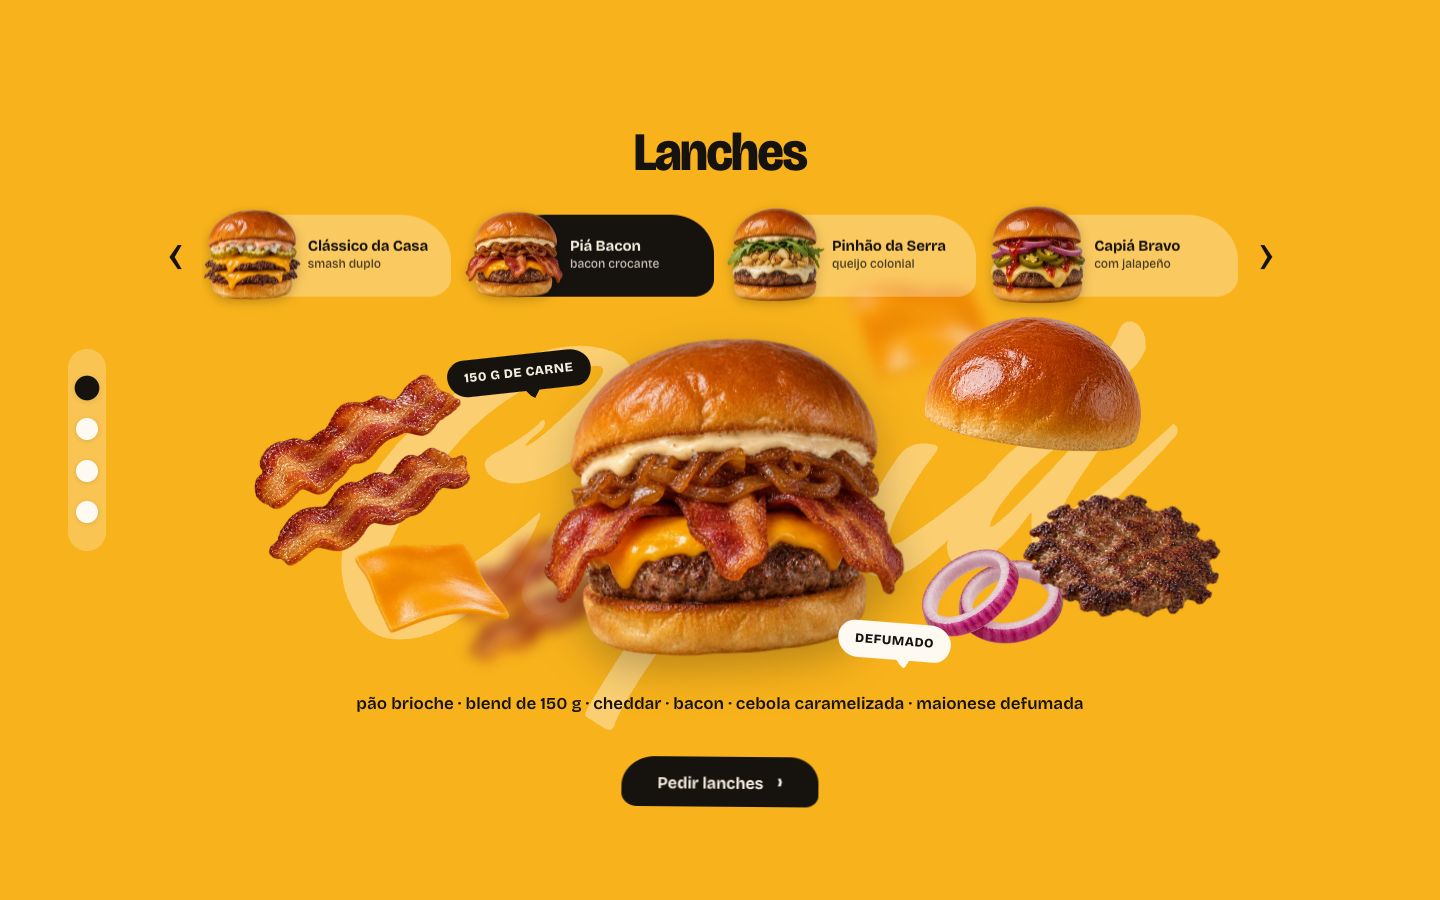 Lanches
Clássico da Casa
smash duplo
Piá Bacon
bacon crocante
Pinhão da Serra
queijo colonial
Capiá Bravo
com jalapeño
150 G DE CARNE
DEFUMADO
pão brioche · blend de 150 g · cheddar · bacon · cebola caramelizada · maionese defumada
Pedir lanches